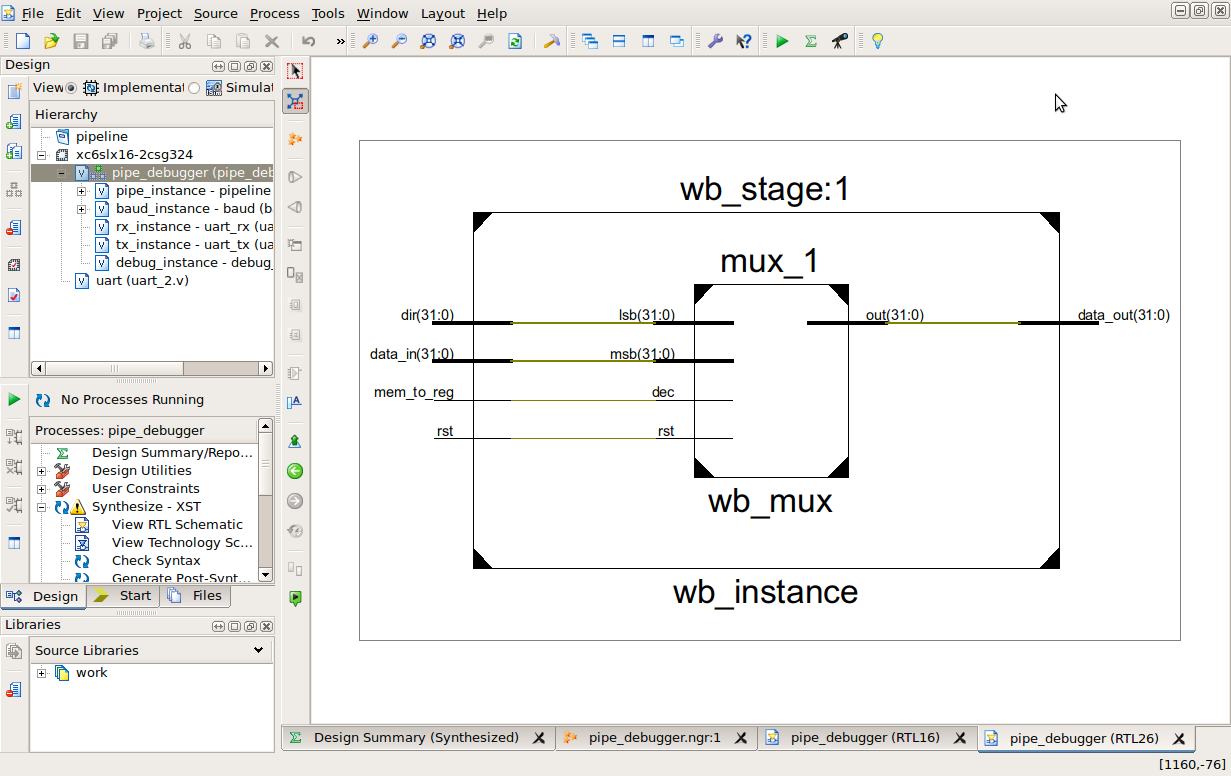 File Edit View Project Source Process Tools Window Layout Help
»
Design
View Implementat Simulat
Hierarchy
pipeline
xc6slx16-2csg324
pipe_debugger (pipe_deb
pipe_instance - pipeline
baud_instance - baud (b
rx_instance - uart_rx (ua
tx_instance - uart_tx (ua
debug_instance - debug_
uart (uart_2.v)
No Processes Running
Processes: pipe_debugger
Design Summary/Repo...
Design Utilities
User Constraints
Synthesize - XST
View RTL Schematic
View Technology Sc...
Check Syntax
Generate Post-Synt...
Design Start Files
Libraries
Source Libraries
work
wb_stage:1
mux_1
dir(31:0) lsb(31:0) out(31:0) data_out(31:0)
data_in(31:0) msb(31:0)
mem_to_reg dec
rst rst
wb_mux
wb_instance
Design Summary (Synthesized) pipe_debugger.ngr:1 pipe_debugger (RTL16) pipe_debugger (RTL26)
[1160,-76]